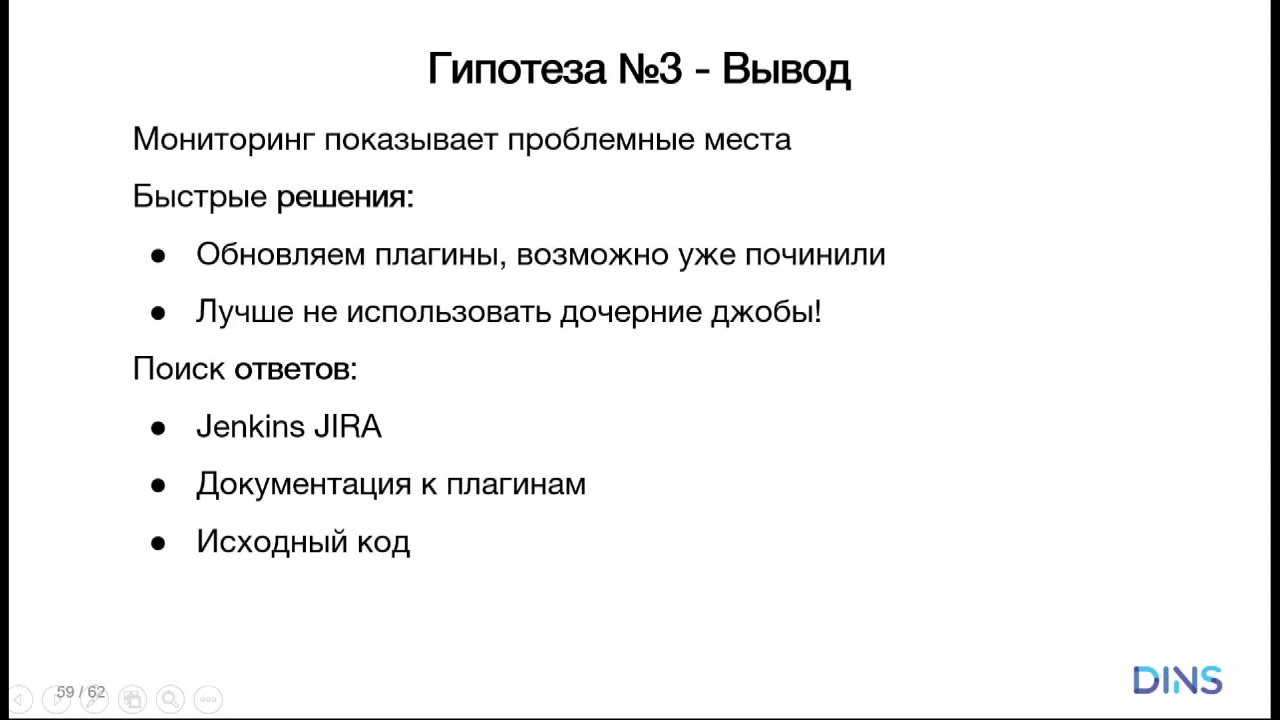 Гипотеза №3 - Вывод
Мониторинг показывает проблемные места
Быстрые решения:
● Обновляем плагины, возможно уже починили
● Лучше не использовать дочерние джобы!
Поиск ответов:
● Jenkins JIRA
● Документация к плагинам
● Исходный код
59 / 62
DINS